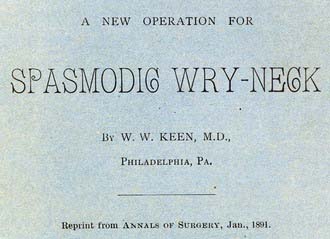 A NEW OPERATION FOR
SPASMODIC WRY-NECK
BY W. W. KEEN, M.D.,
PHILADELPHIA, PA.
Reprint from ANNALS OF SURGERY, Jan., 1891.